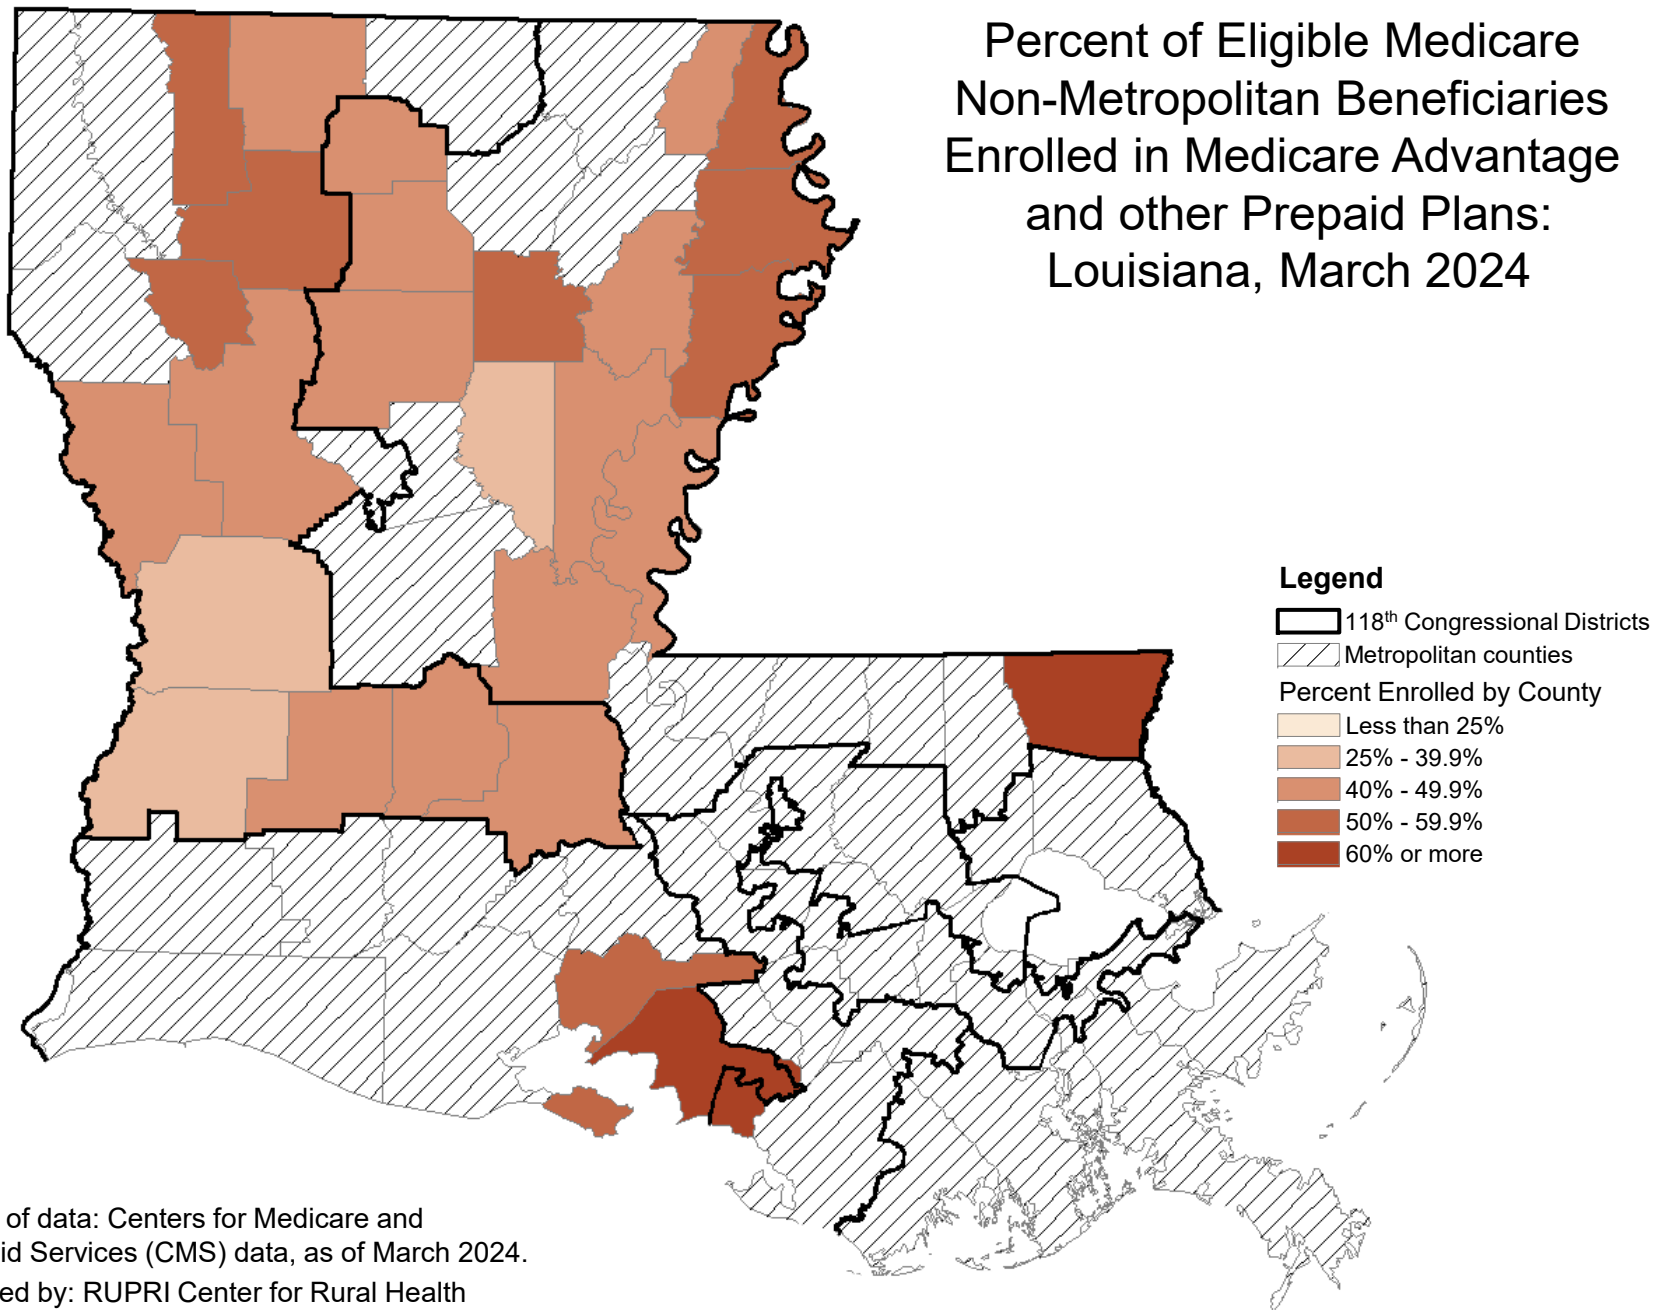 Percent of Eligible Medicare
Non-Metropolitan Beneficiaries
Enrolled in Medicare Advantage
and other Prepaid Plans:
Louisiana, March 2024
Legend
118th Congressional Districts
Metropolitan counties
Percent Enrolled by County
Less than 25%
25% - 39.9%
40% - 49.9%
50% - 59.9%
60% or more
of data: Centers for Medicare and
id Services (CMS) data, as of March 2024.
ed by: RUPRI Center for Rural Health